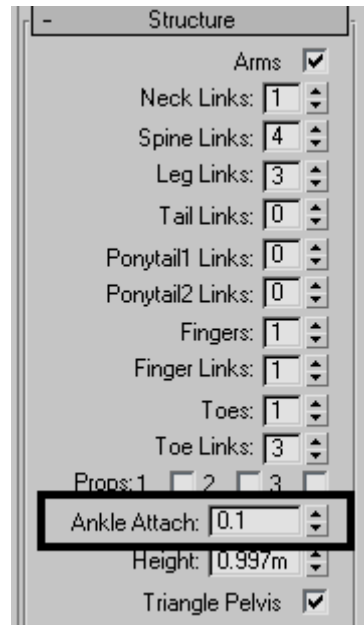 - Structure
Arms
Neck Links: 1
Spine Links: 4
Leg Links: 3
Tail Links: 0
Ponytail1 Links: 0
Ponytail2 Links: 0
Fingers: 1
Finger Links: 1
Toes: 1
Toe Links: 3
Props: 1 2 3
Ankle Attach: 0.1
Height: 0.997m
Triangle Pelvis